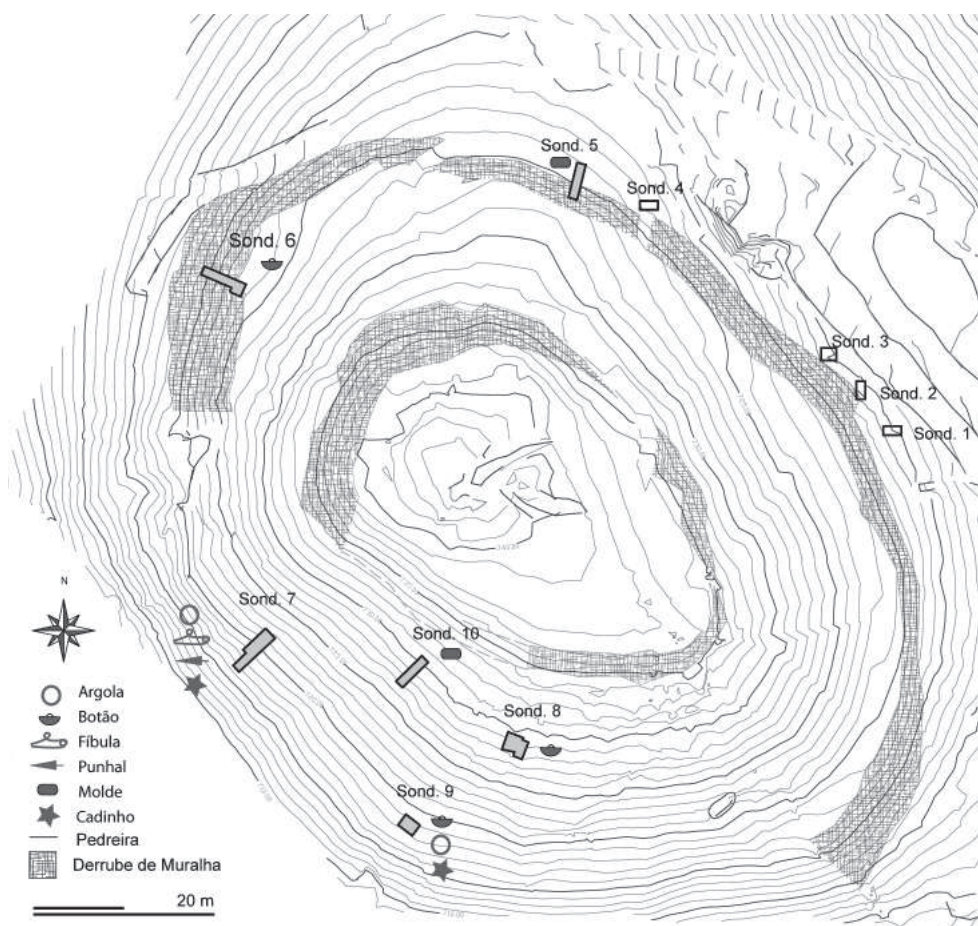 Sond. 5
Sond. 4
Sond. 6
Sond. 3
Sond. 2
Sond. 1
N
Sond. 7
Sond. 10
Sond. 8
Sond. 9
Argola
Botão
Fíbula
Punhal
Molde
Cadinho
Pedreira
Derrube de Muralha
20 m